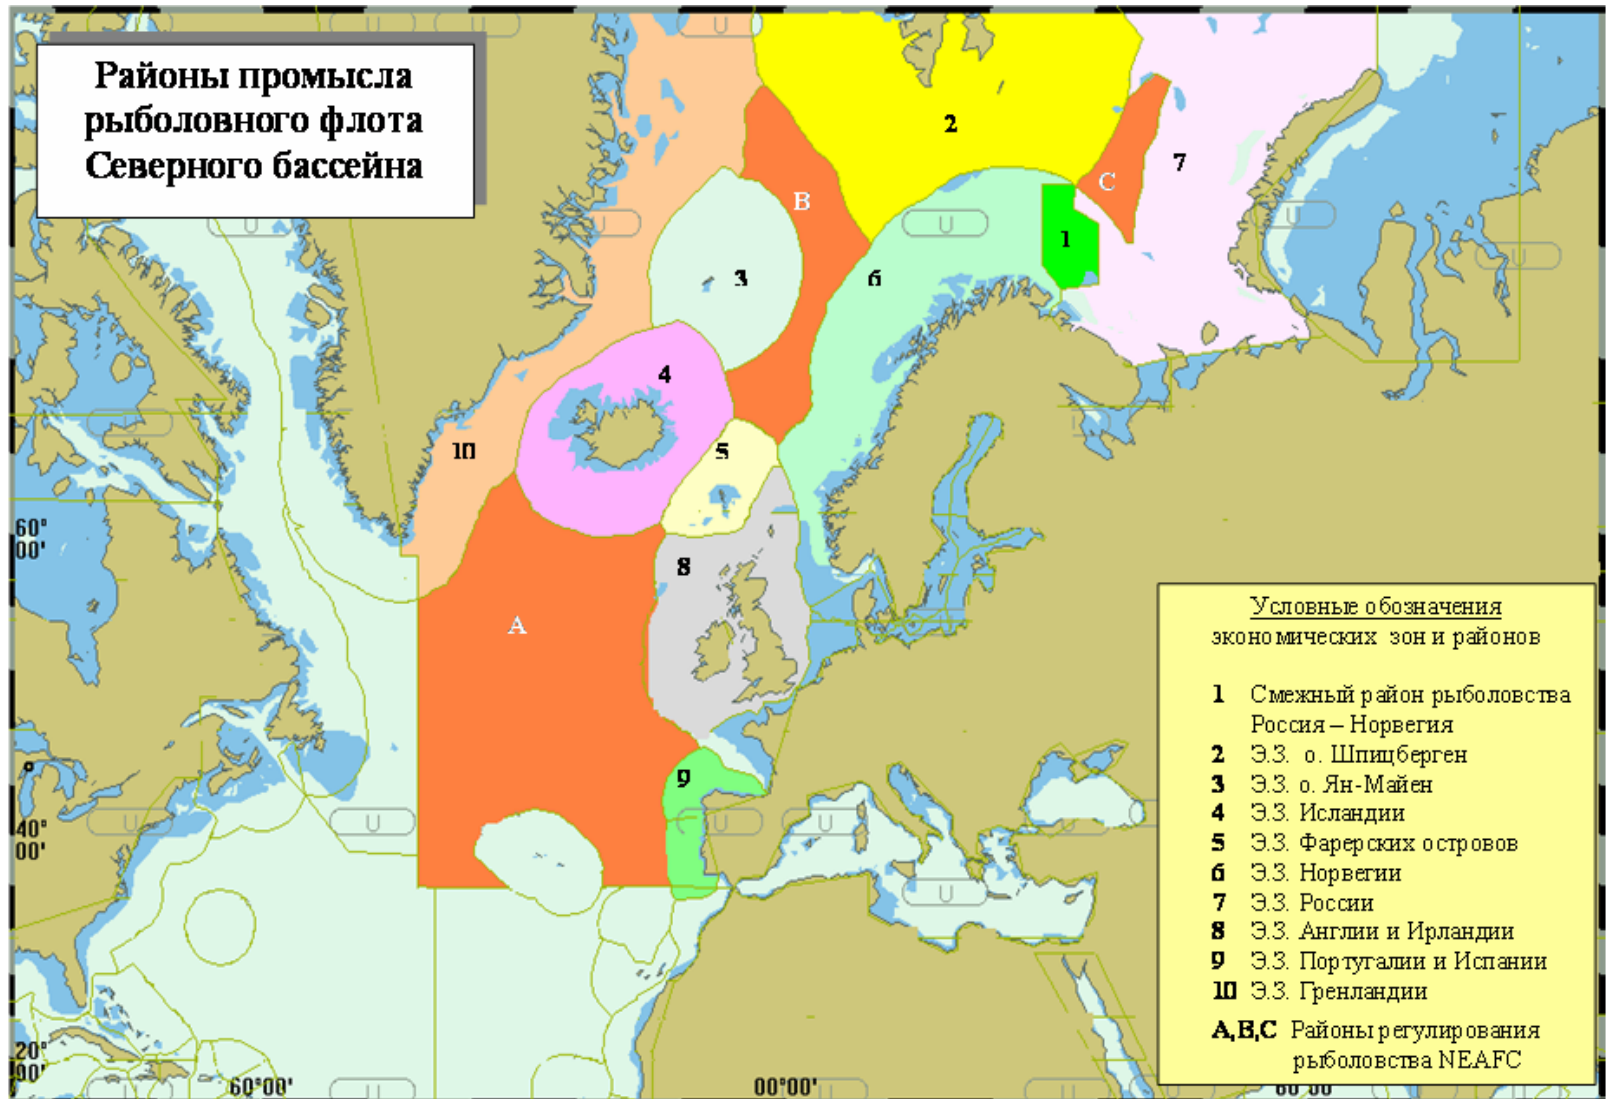 Районы промысла
рыболовного флота
Северного бассейна
U
U
U
2
7
C
B
U
U
U
U
1
U
3
6
4
U
U
10
5
60°
00'
8
A
9
40°
00'
U
U
U
U
U
U
20°
00'
60°00'
U
00°00'
U
U
60°00'
Условные обозначения
экономических зон и районов
1 Смежный район рыболовства
Россия – Норвегия
2 Э.З. о. Шпицберген
3 Э.З. о. Ян-Майен
4 Э.З. Исландии
5 Э.З. Фарерских островов
6 Э.З. Норвегии
7 Э.З. России
8 Э.З. Англии и Ирландии
9 Э.З. Португалии и Испании
10 Э.З. Гренландии
A,B,C Районы регулирования
рыболовства NEAFC